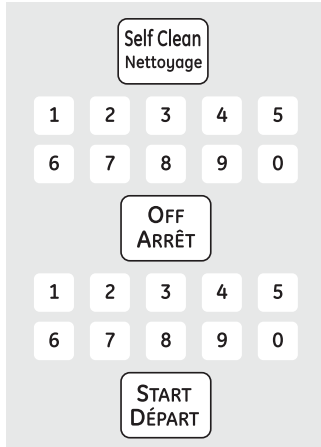 Self Clean
Nettoyage
1 2 3 4 5
6 7 8 9 0
OFF
ARRÊT
1 2 3 4 5
6 7 8 9 0
START
DÉPART